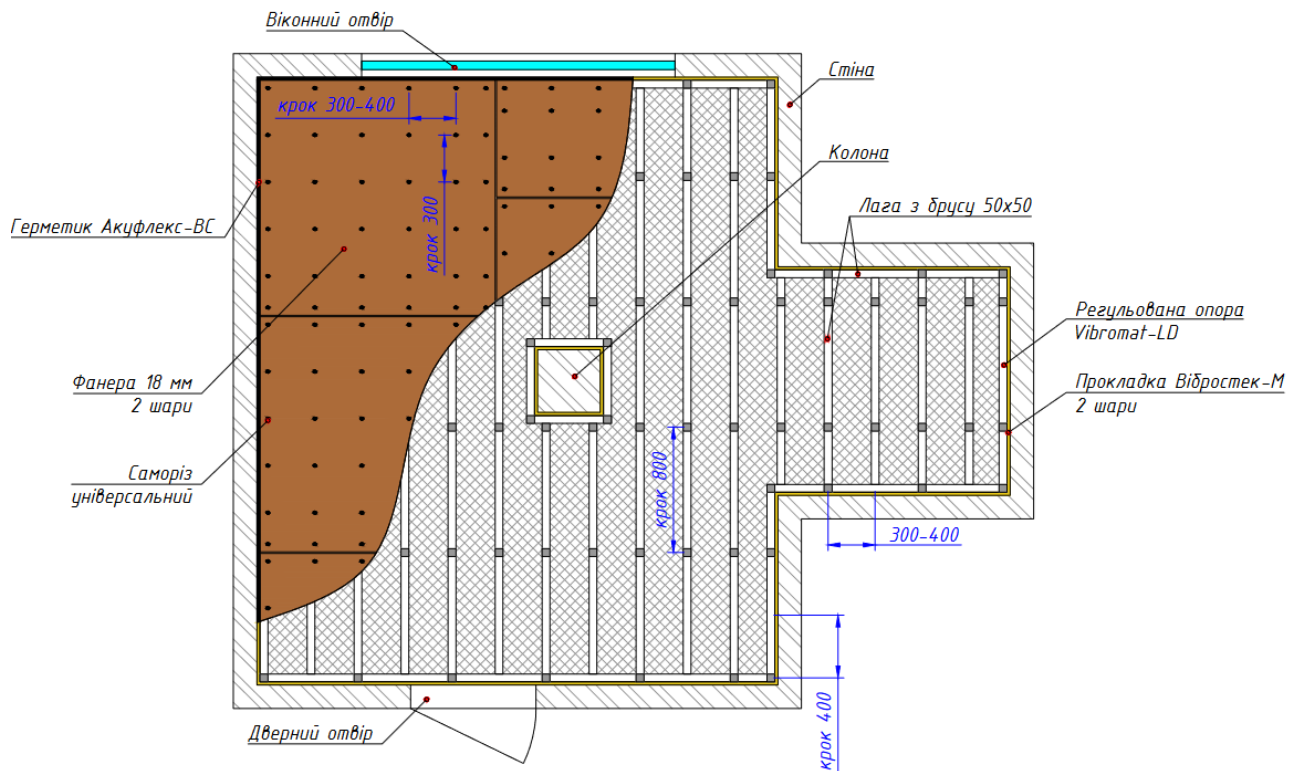 Віконний отвір
Стіна
крок 300-400
Колона
Герметик Акуфлекс-ВС
крок 300
Лага з брусу 50х50
Регульована опора
Vibromat-LD
Фанера 18 мм
2 шари
Прокладка Вібростек-М
2 шари
Саморіз
універсальний
крок 800
300-400
крок 400
Дверний отвір